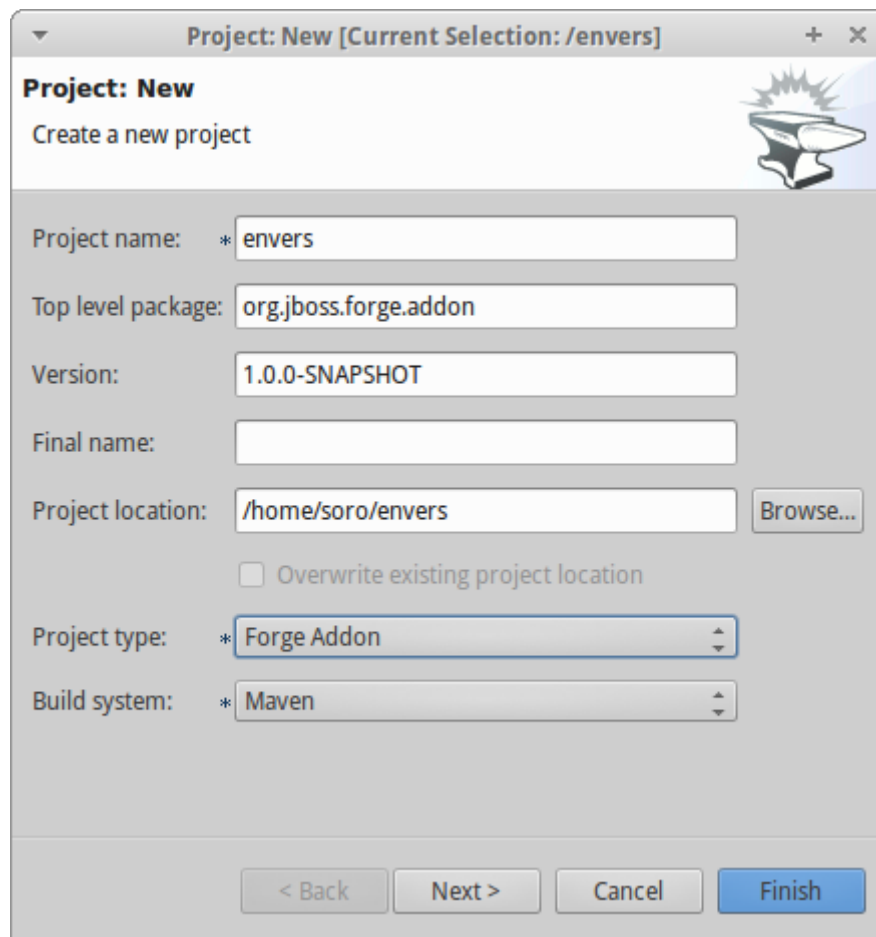 Project: New [Current Selection: /envers]
Project: New
Create a new project
Project name: * envers
Top level package: org.jboss.forge.addon
Version: 1.0.0-SNAPSHOT
Final name:
Project location: /home/soro/envers Browse...
Overwrite existing project location
Project type: * Forge Addon
Build system: * Maven
< Back Next > Cancel Finish